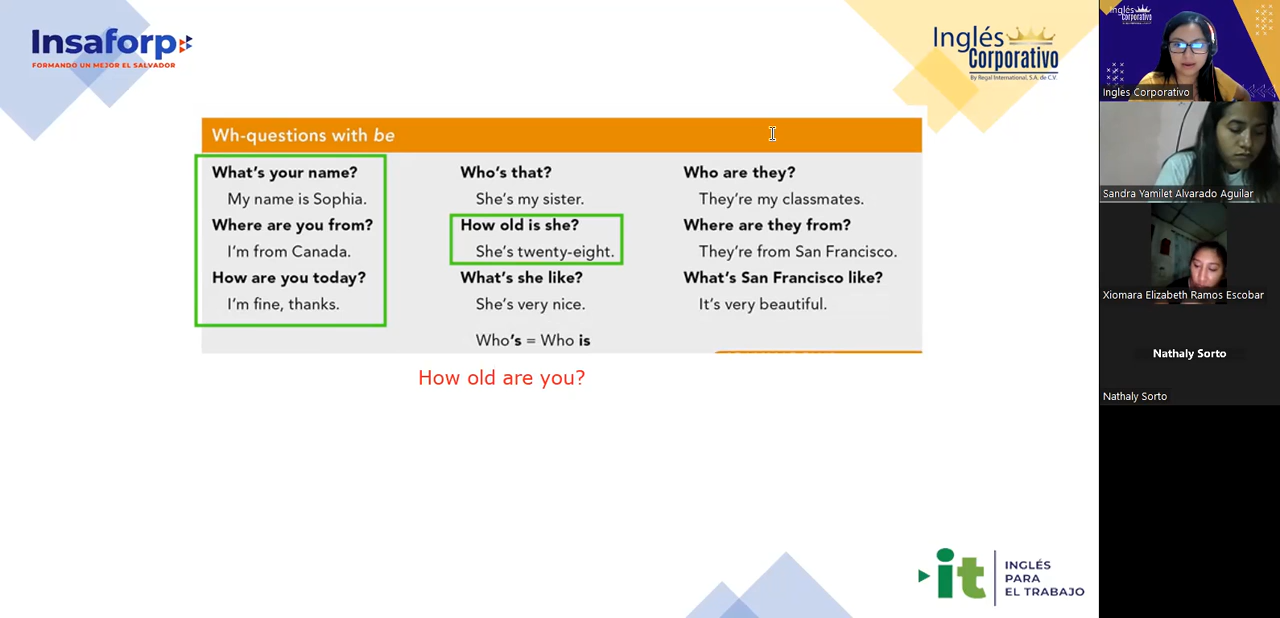 Insaforp
FORMANDO UN MEJOR EL SALVADOR
Inglés
Corporativo
By Regal International, S.A. de C.V.
Wh-questions with be
What's your name?
My name is Sophia.
Where are you from?
I'm from Canada.
How are you today?
I'm fine, thanks.
Who's that?
She's my sister.
How old is she?
She's twenty-eight.
What's she like?
She's very nice.
Who's = Who is
Who are they?
They're my classmates.
Where are they from?
They're from San Francisco.
What's San Francisco like?
It's very beautiful.
How old are you?
it
INGLÉS
PARA
EL TRABAJO
Inglés
Corporativo
Ingles Corporativo
Sandra Yamilet Alvarado Aguilar
Xiomara Elizabeth Ramos Escobar
Nathaly Sorto
Nathaly Sorto